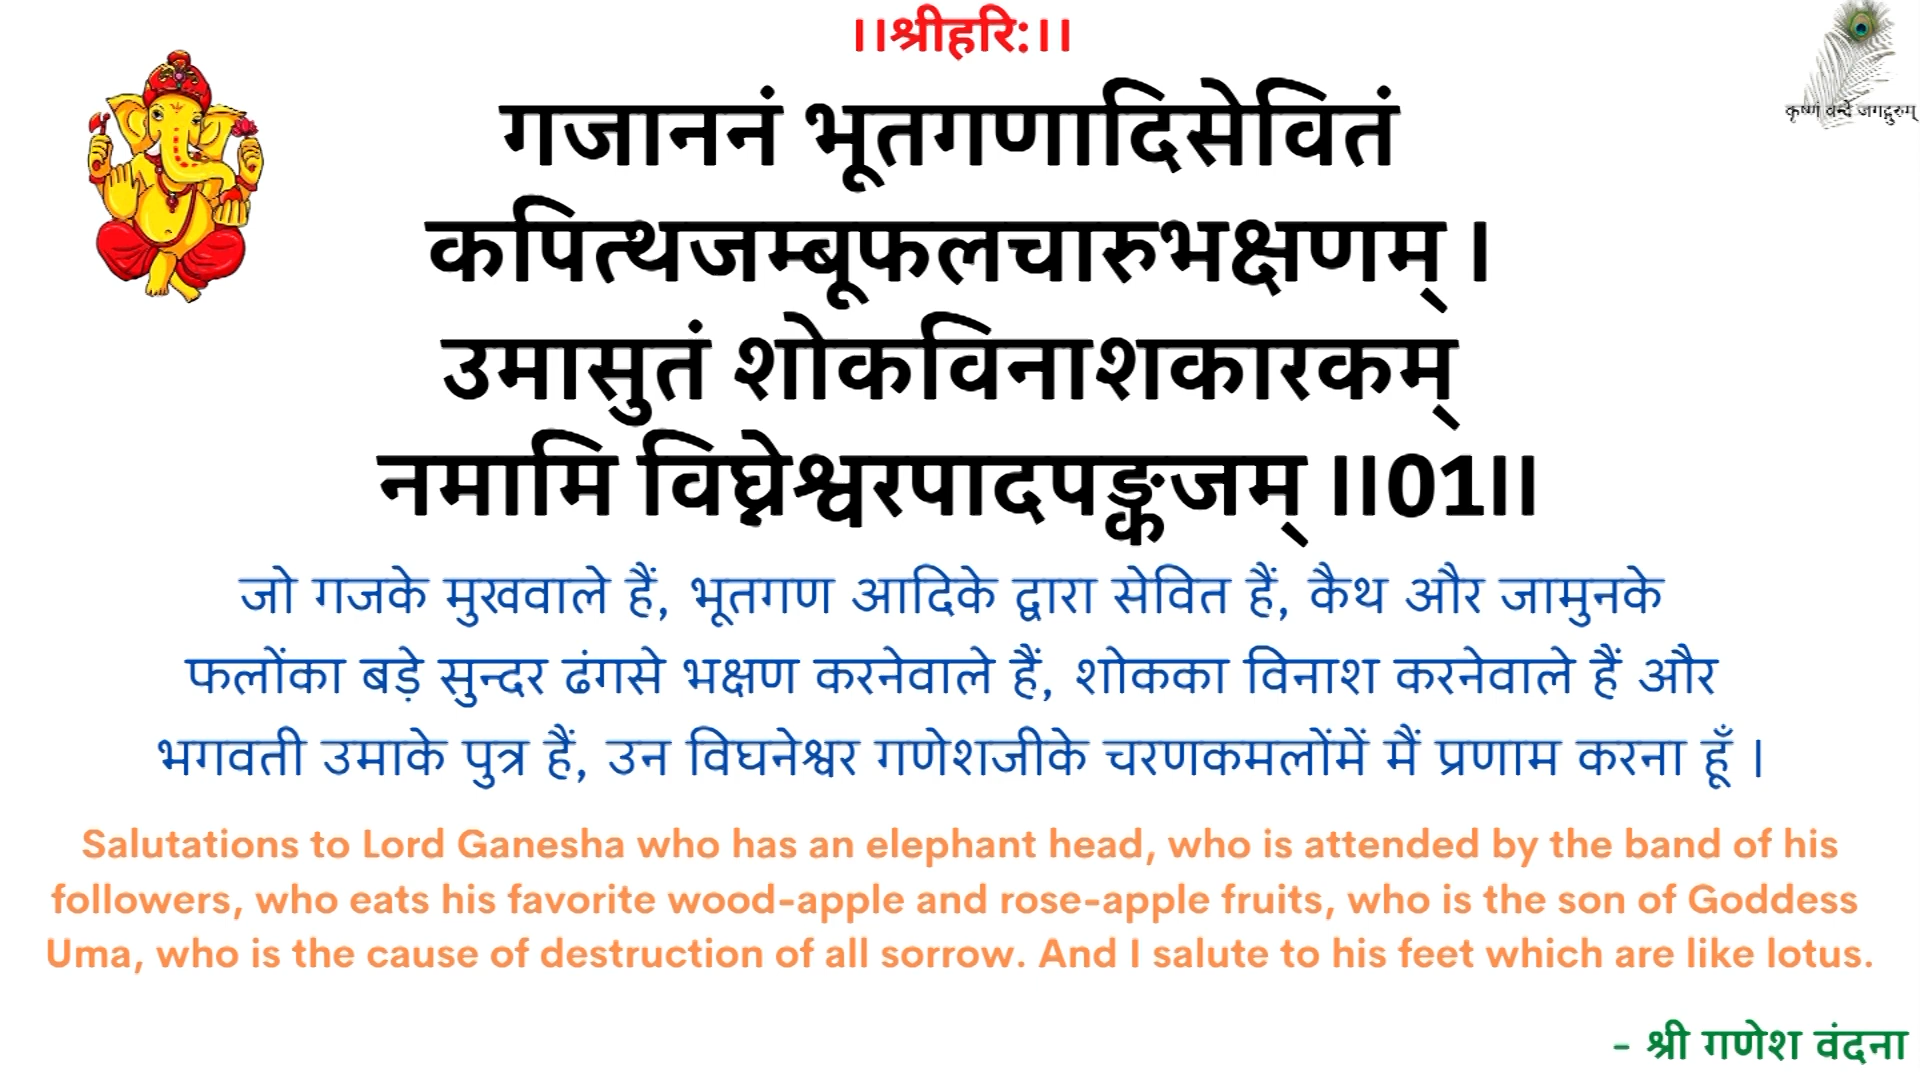 ।।श्रीहरि:।।
कृष्णं वन्दे जगद्गुरुम्
गजाननं भूतगणादिसेवितं
कपित्थजम्बूफलचारुभक्षणम् ।
उमासुतं शोकविनाशकारकम्
नमामि विघ्नेश्वरपादपङ्कजम् ।।01।।
जो गजके मुखवाले हैं, भूतगण आदिके द्वारा सेवित हैं, कैथ और जामुनके
फलोंका बड़े सुन्दर ढंगसे भक्षण करनेवाले हैं, शोकका विनाश करनेवाले हैं और
भगवती उमाके पुत्र हैं, उन विघनेश्वर गणेशजीके चरणकमलोंमें मैं प्रणाम करना हूँ ।
Salutations to Lord Ganesha who has an elephant head, who is attended by the band of his
followers, who eats his favorite wood-apple and rose-apple fruits, who is the son of Goddess
Uma, who is the cause of destruction of all sorrow. And I salute to his feet which are like lotus.
- श्री गणेश वंदना